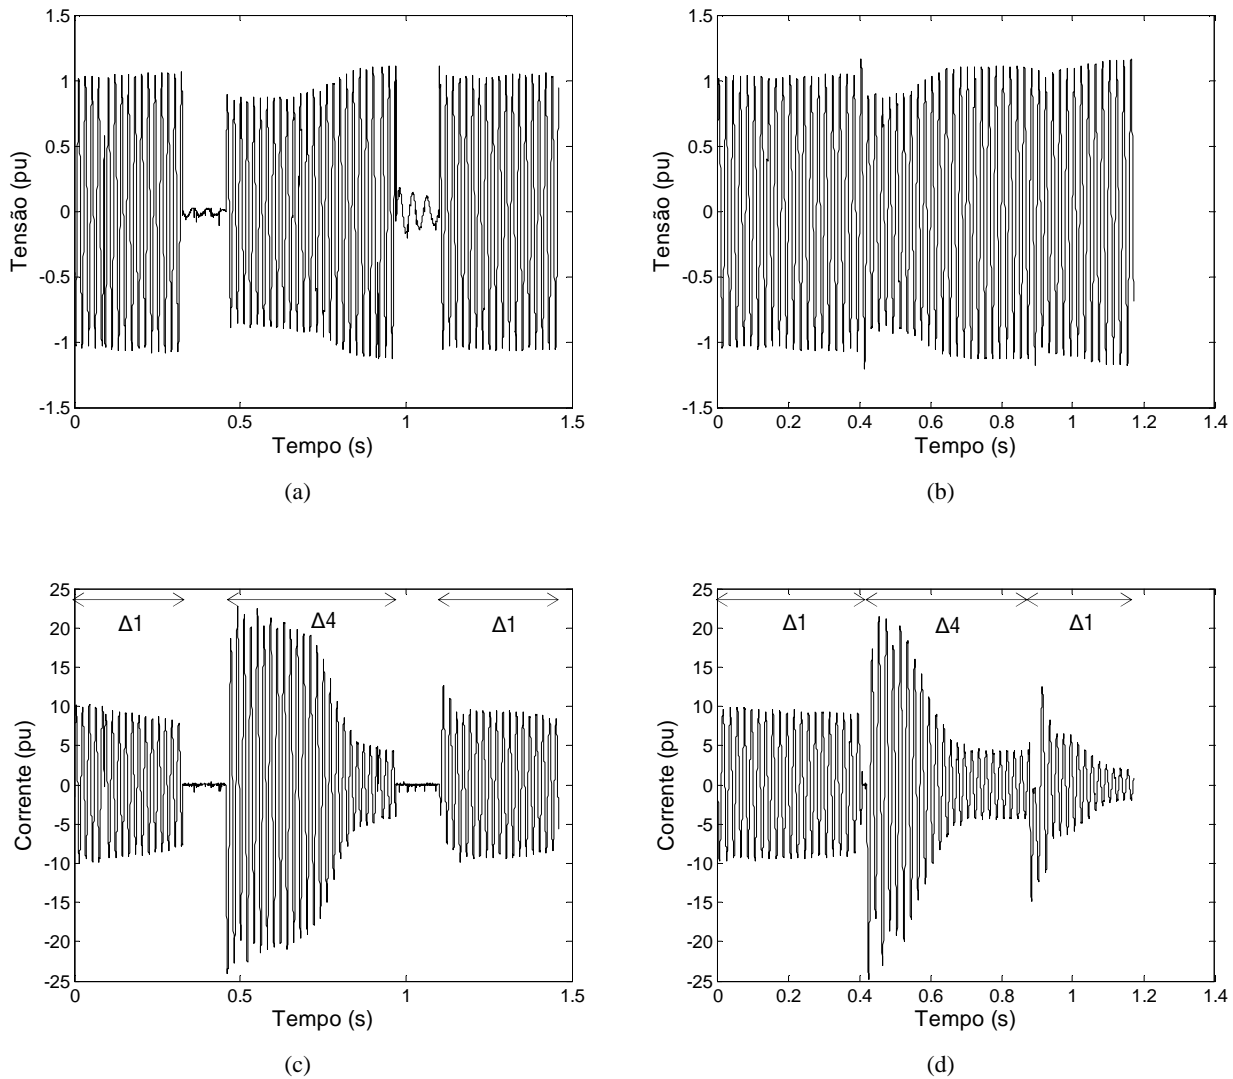 1.5
1
0.5
0
-0.5
-1
-1.5
Tensão (pu)
0
0.5
1
1.5
Tempo (s)
(a)
1.5
1
0.5
0
-0.5
-1
-1.5
Tensão (pu)
0 0.2 0.4 0.6 0.8 1 1.2 1.4
Tempo (s)
(b)
25
20
15
10
5
0
-5
-10
-15
-20
-25
Corrente (pu)
Δ1 Δ4 Δ1
0 0.5 1 1.5
Tempo (s)
(c)
25
20
15
10
5
0
-5
-10
-15
-20
-25
Corrente (pu)
Δ1 Δ4 Δ1
0 0.2 0.4 0.6 0.8 1 1.2 1.4
Tempo (s)
(d)